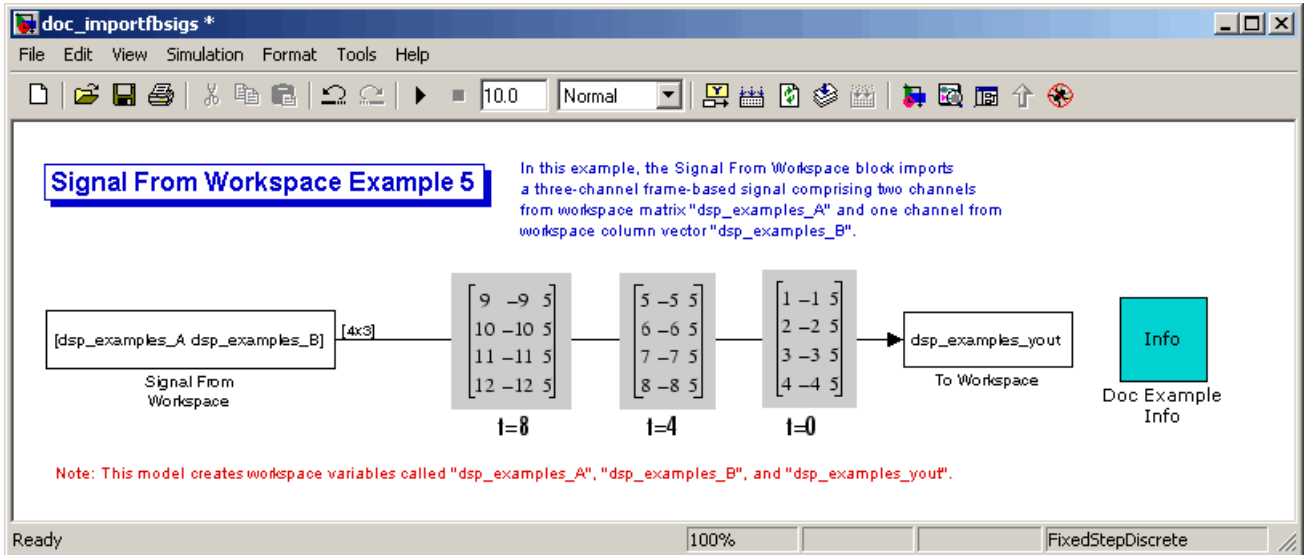 doc_importfbsigs *
File Edit View Simulation Format Tools Help
10.0 Normal
Signal From Workspace Example 5
In this example, the Signal From Workspace block imports
a three-channel frame-based signal comprising two channels
from workspace matrix "dsp_examples_A" and one channel from
workspace column vector "dsp_examples_B".
[dsp_examples_A dsp_examples_B]
Signal From
Workspace
[4x3]
9 −9 5
10 −10 5
11 −11 5
12 −12 5
t=8
5 −5 5
6 −6 5
7 −7 5
8 −8 5
t=4
1 −1 5
2 −2 5
3 −3 5
4 −4 5
t=0
dsp_examples_yout
To Workspace
Info
Doc Example
Info
Note: This model creates workspace variables called "dsp_examples_A", "dsp_examples_B", and "dsp_examples_yout".
Ready 100% FixedStepDiscrete